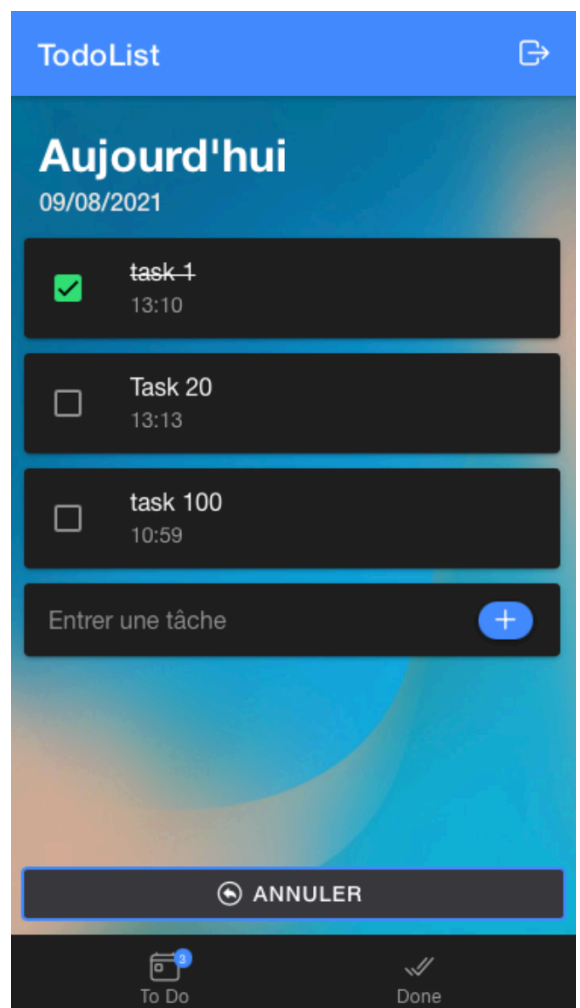 TodoList
Aujourd'hui
09/08/2021
task 1
13:10
Task 20
13:13
task 100
10:59
Entrer une tâche
ANNULER
3
To Do
Done